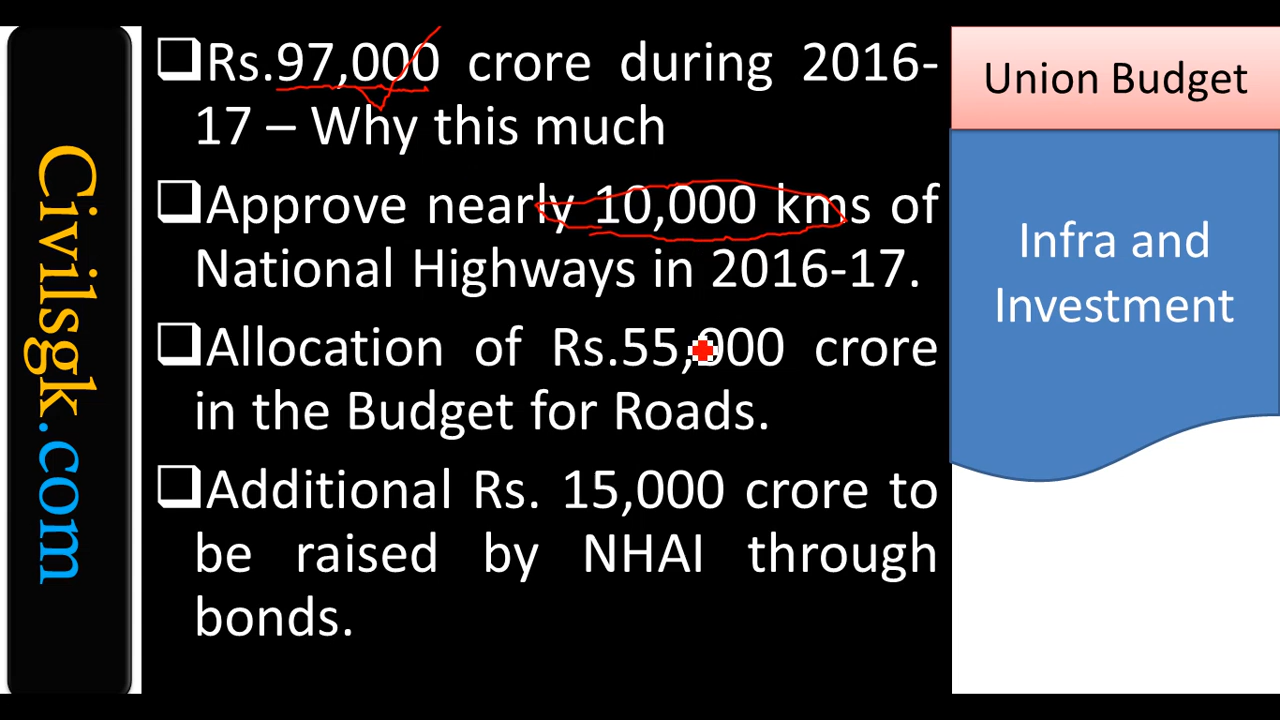 Civilsgk.com
❑Rs.97,000 crore during 2016-
17 – Why this much
❑Approve nearly 10,000 kms of
National Highways in 2016-17.
❑Allocation of Rs.55,000 crore
in the Budget for Roads.
❑Additional Rs. 15,000 crore to
be raised by NHAI through
bonds.
Union Budget
Infra and
Investment